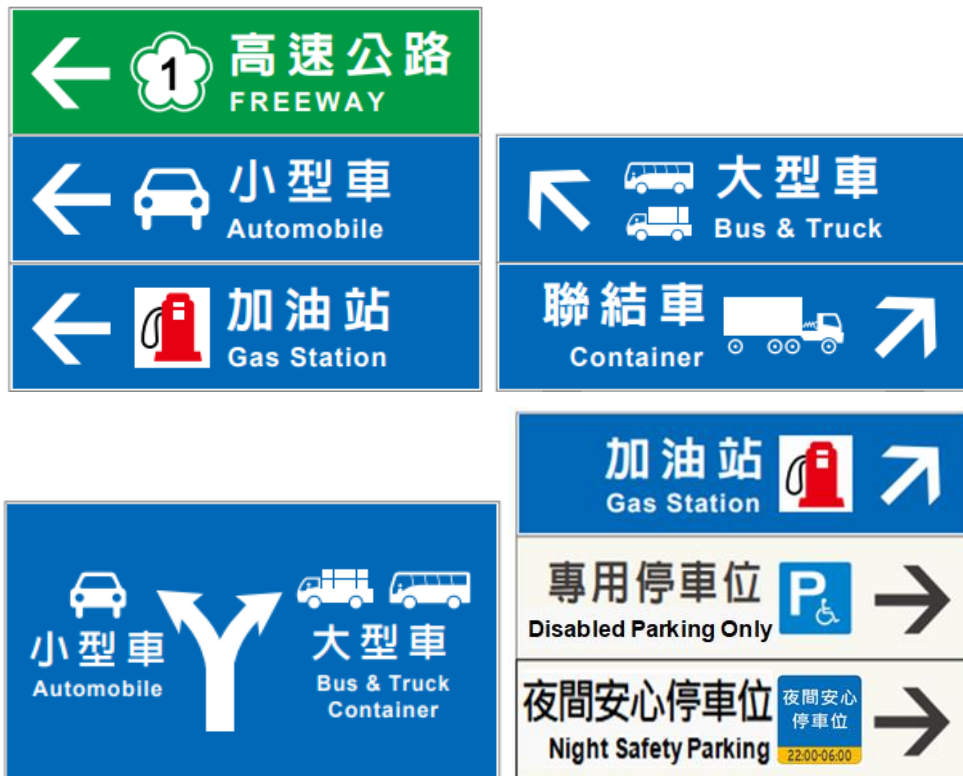 1
高速公路
FREEWAY
小型車
Automobile
加油站
Gas Station
大型車
Bus & Truck
聯結車
Container
小型車
Automobile
大型車
Bus & Truck
Container
加油站
Gas Station
專用停車位
P
Disabled Parking Only
夜間安心停車位
Night Safety Parking
夜間安心
停車位
22:00-06:00